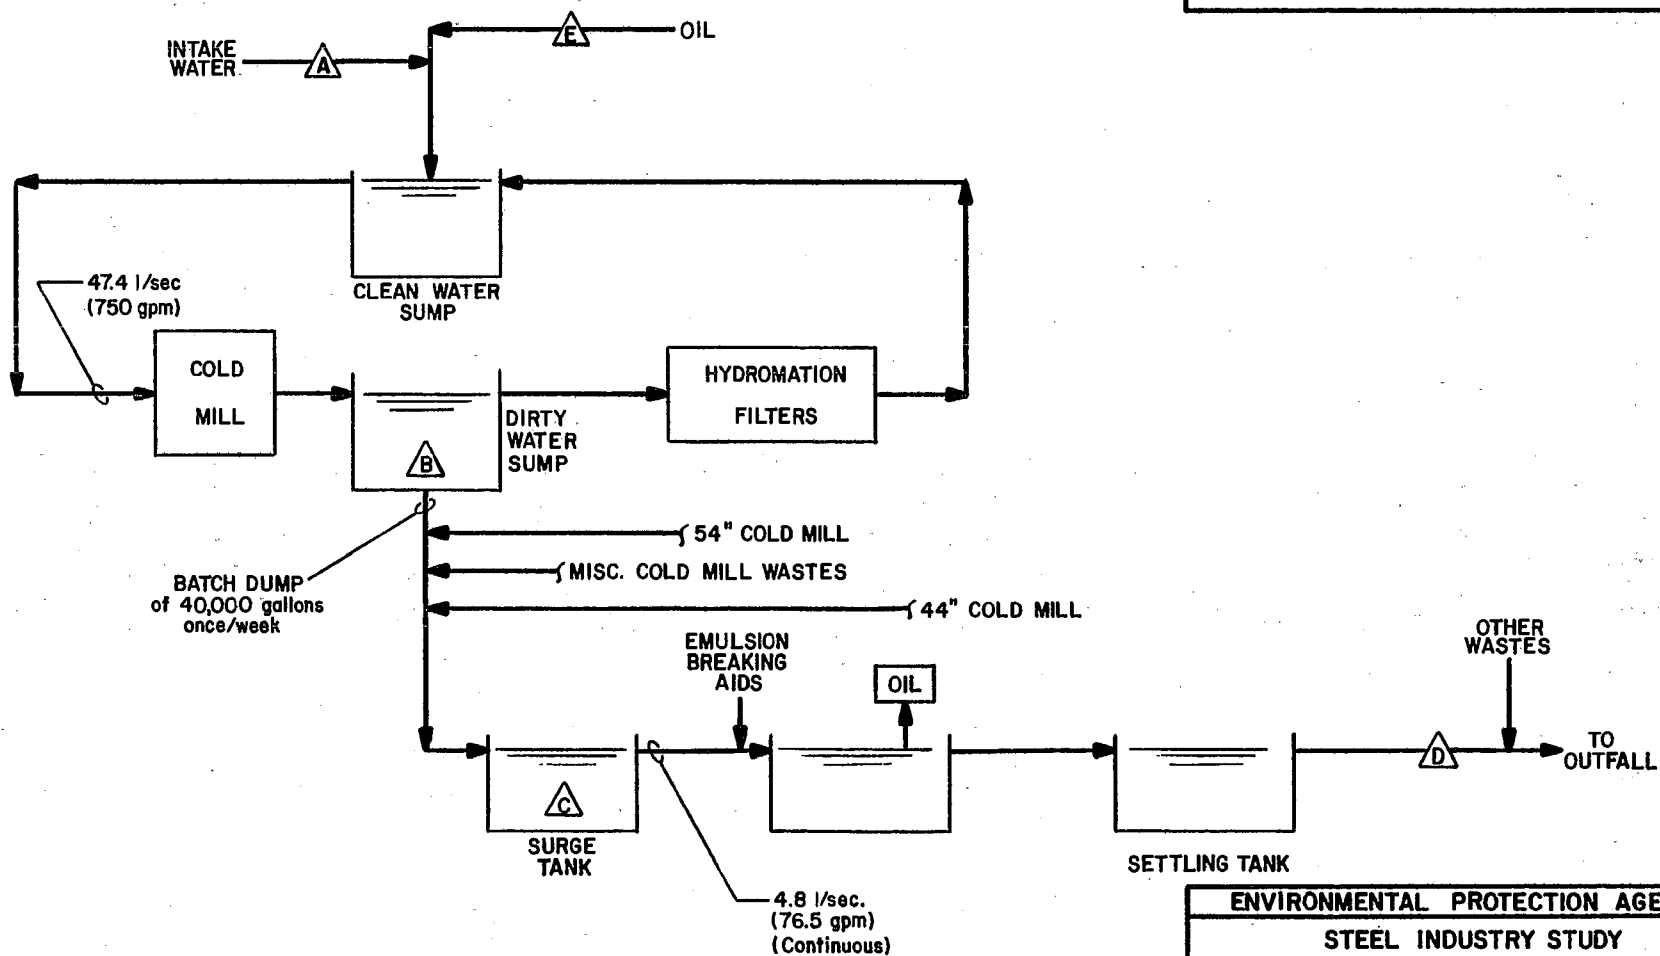 E
OIL
INTAKE
WATER
A
47.4 l/sec
(750 gpm)
CLEAN WATER
SUMP
COLD
MILL
HYDROMATION
FILTERS
DIRTY
WATER
SUMP
B
54" COLD MILL
MISC. COLD MILL WASTES
44" COLD MILL
BATCH DUMP
of 40,000 gallons
once/week
EMULSION
BREAKING
AIDS
OIL
OTHER
WASTES
C
D
TO
OUTFALL
SURGE
TANK
SETTLING TANK
4.8 l/sec.
(76.5 gpm)
(Continuous)
ENVIRONMENTAL PROTECTION AGE
STEEL INDUSTRY STUDY